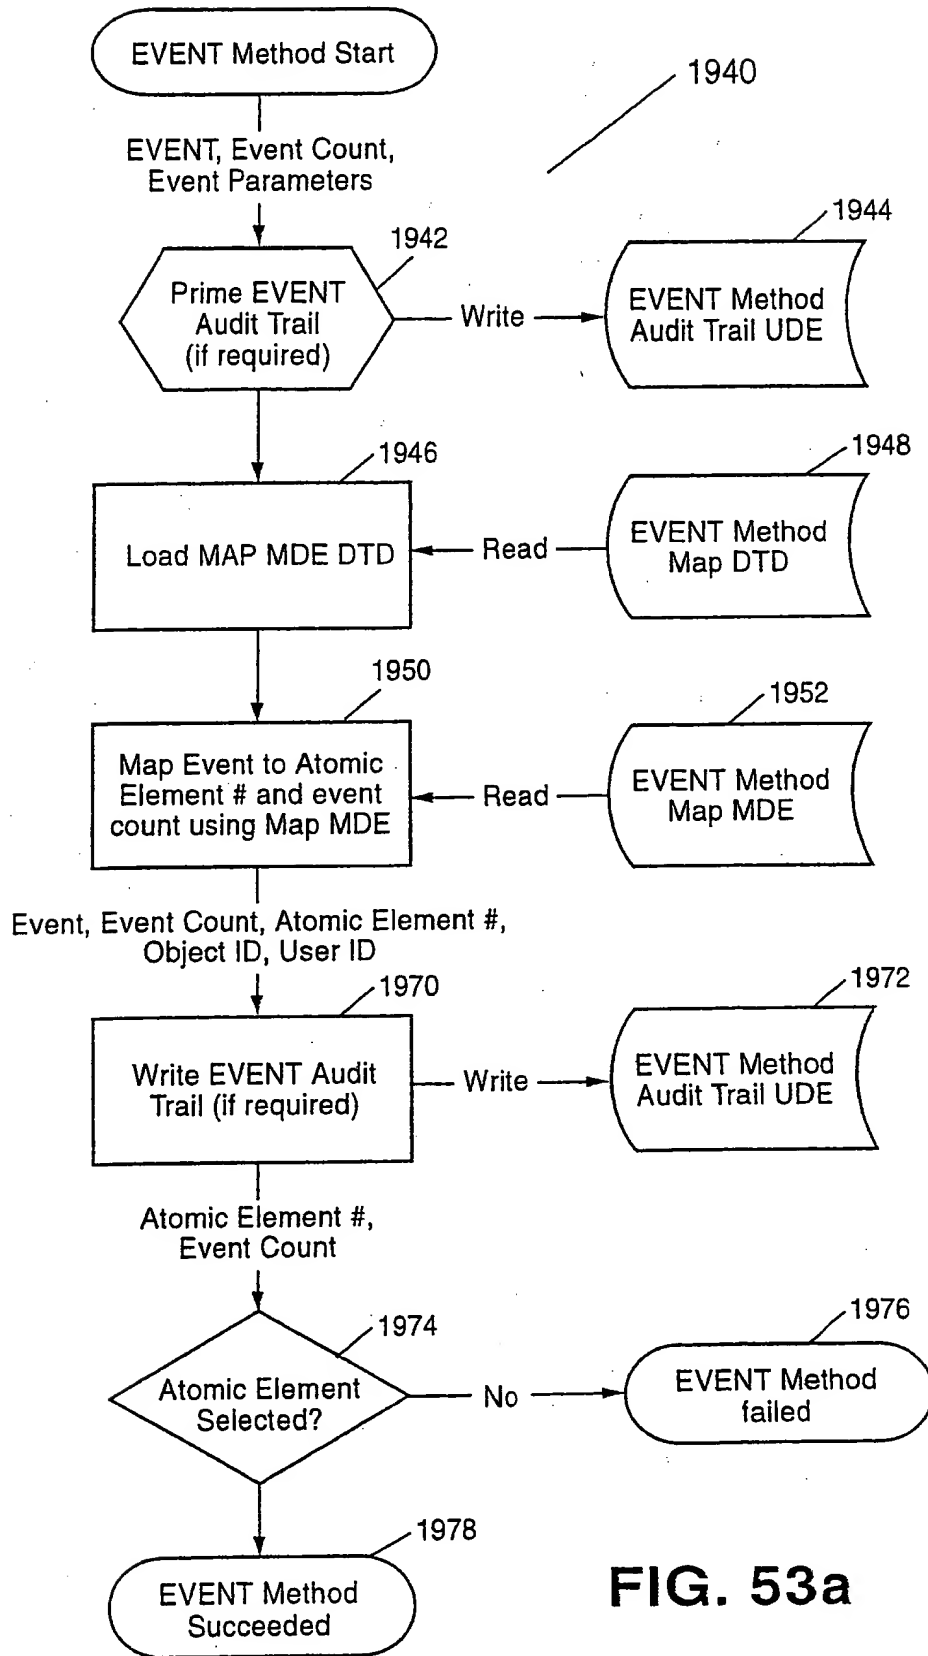 EVENT Method Start
1940
EVENT, Event Count,
Event Parameters
1942
Prime EVENT
Audit Trail
(if required)
Write
1944
EVENT Method
Audit Trail UDE
1946
Load MAP MDE DTD
Read
1948
EVENT Method
Map DTD
1950
Map Event to Atomic
Element # and event
count using Map MDE
Read
1952
EVENT Method
Map MDE
Event, Event Count, Atomic Element #,
Object ID, User ID
1970
Write EVENT Audit
Trail (if required)
Write
1972
EVENT Method
Audit Trail UDE
Atomic Element #,
Event Count
1974
Atomic Element
Selected?
No
1976
EVENT Method
failed
1978
EVENT Method
Succeeded
FIG. 53a